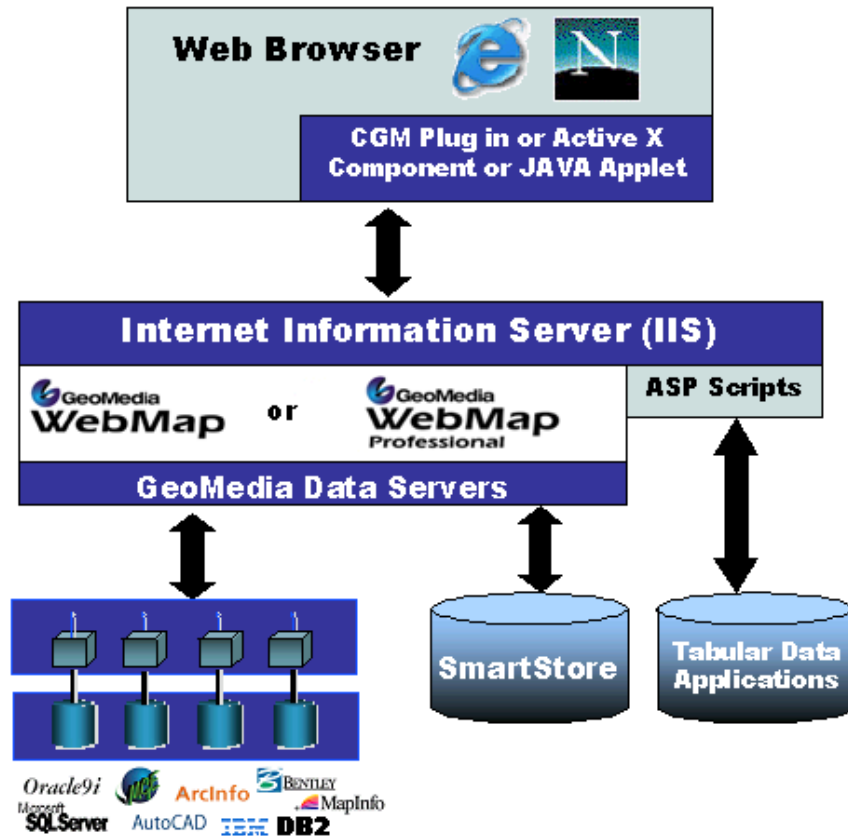 Web Browser
N
CGM Plug in or Active X
Component or JAVA Applet
Internet Information Server (IIS)
GeoMedia
WebMap
or
GeoMedia
WebMap
Professional
ASP Scripts
GeoMedia Data Servers
SmartStore
Tabular Data
Applications
Oracle9i
ArcInfo
BENTLEY
MapInfo
Microsoft
SQLServer
AutoCAD
IBM DB2